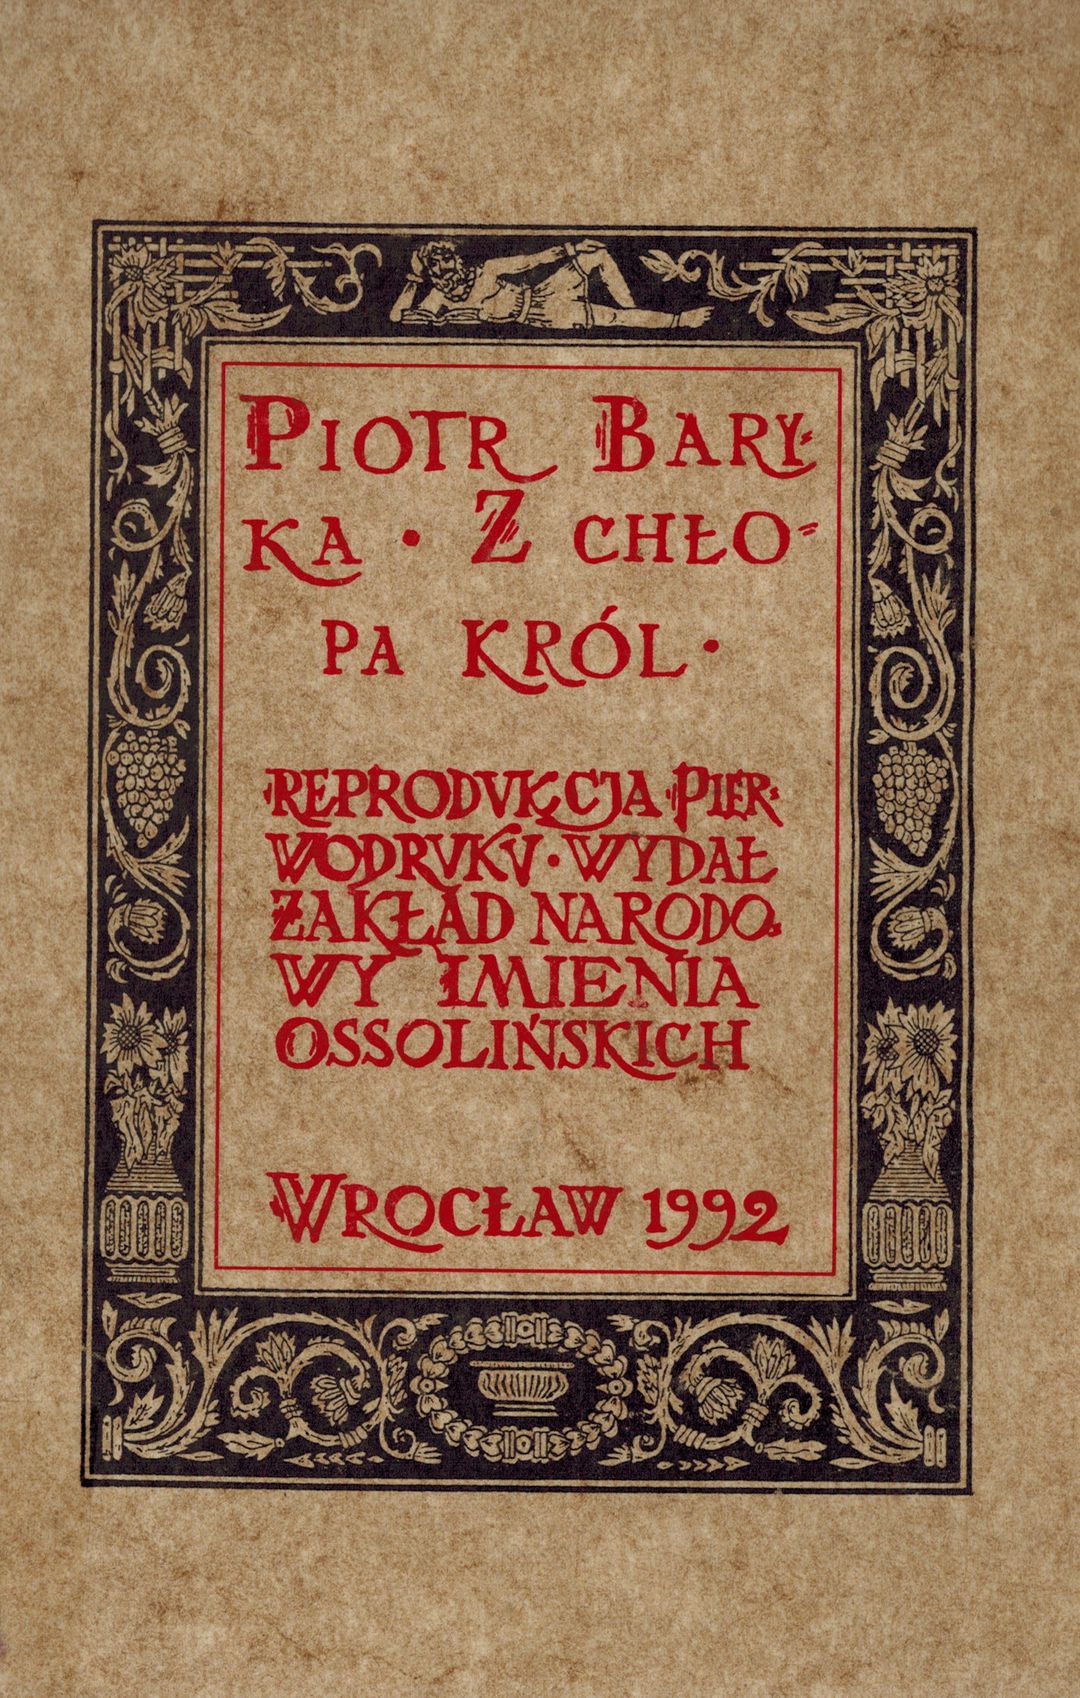 Piotr Bary-
ka · Z chło=
pa król ·
Reprodvkcja pier-
wodrvkv · Wydał
Zakład Narodo-
wy Imienia
Ossolińskich
Wrocław 1992